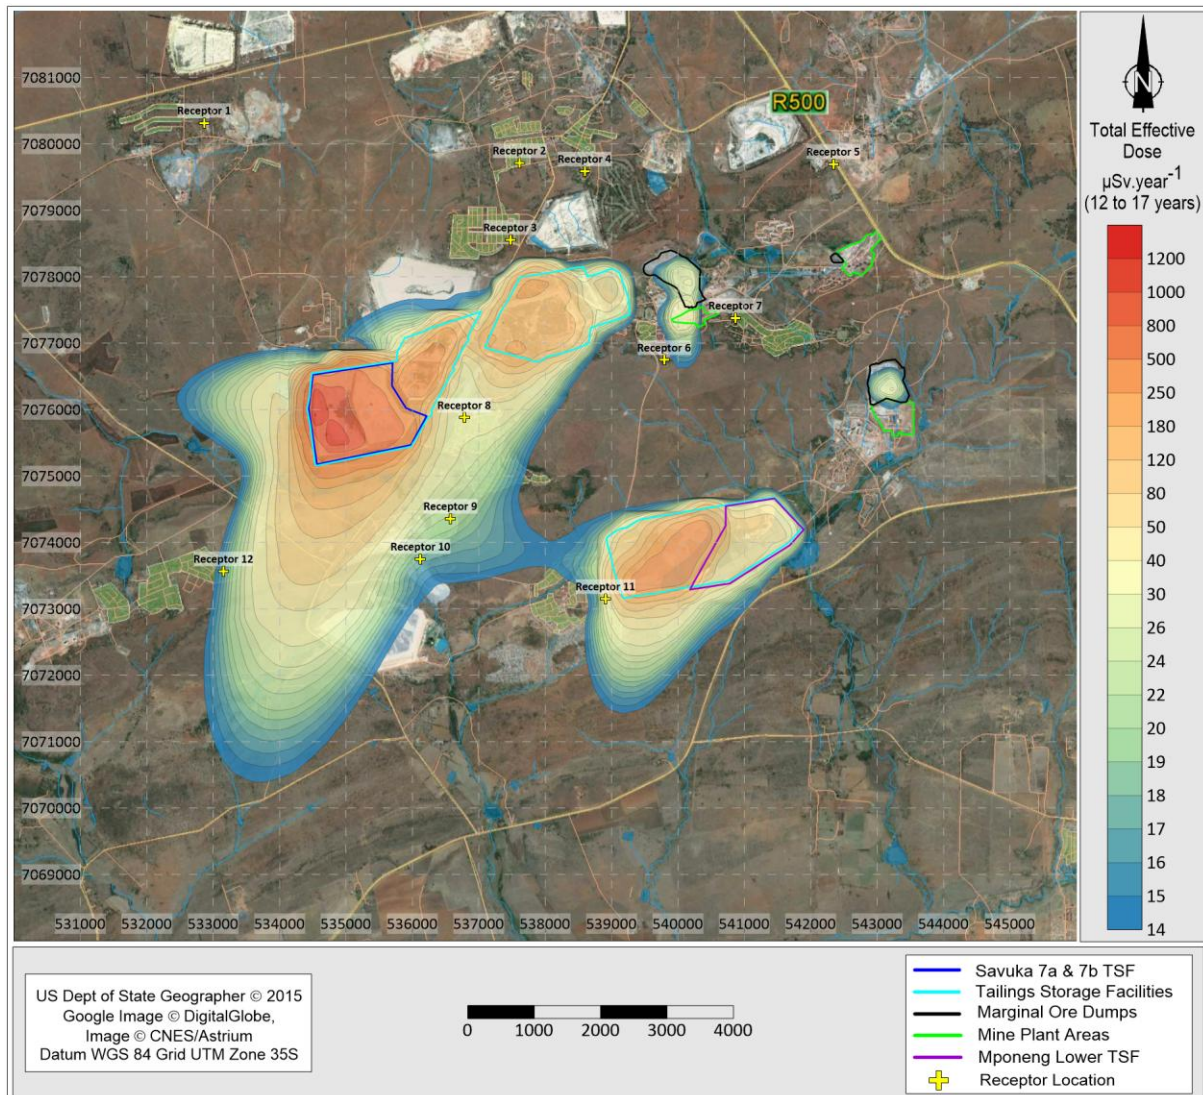 7081000
7080000
7079000
7078000
7077000
7076000
7075000
7074000
7073000
7072000
7071000
7070000
7069000
531000 532000 533000 534000 535000 536000 537000 538000 539000 540000 541000 542000 543000 544000 545000
R500
Receptor 1
Receptor 2
Receptor 4
Receptor 5
Receptor 3
Receptor 7
Receptor 6
Receptor 8
Receptor 9
Receptor 10
Receptor 12
Receptor 11
N
Total Effective
Dose
µSv.year⁻¹
(12 to 17 years)
1200
1000
800
500
250
180
120
80
50
40
30
26
24
22
20
19
18
17
16
15
14
US Dept of State Geographer © 2015
Google Image © DigitalGlobe,
Image © CNES/Astrium
Datum WGS 84 Grid UTM Zone 35S
0 1000 2000 3000 4000
Savuka 7a & 7b TSF
Tailings Storage Facilities
Marginal Ore Dumps
Mine Plant Areas
Mponeng Lower TSF
Receptor Location